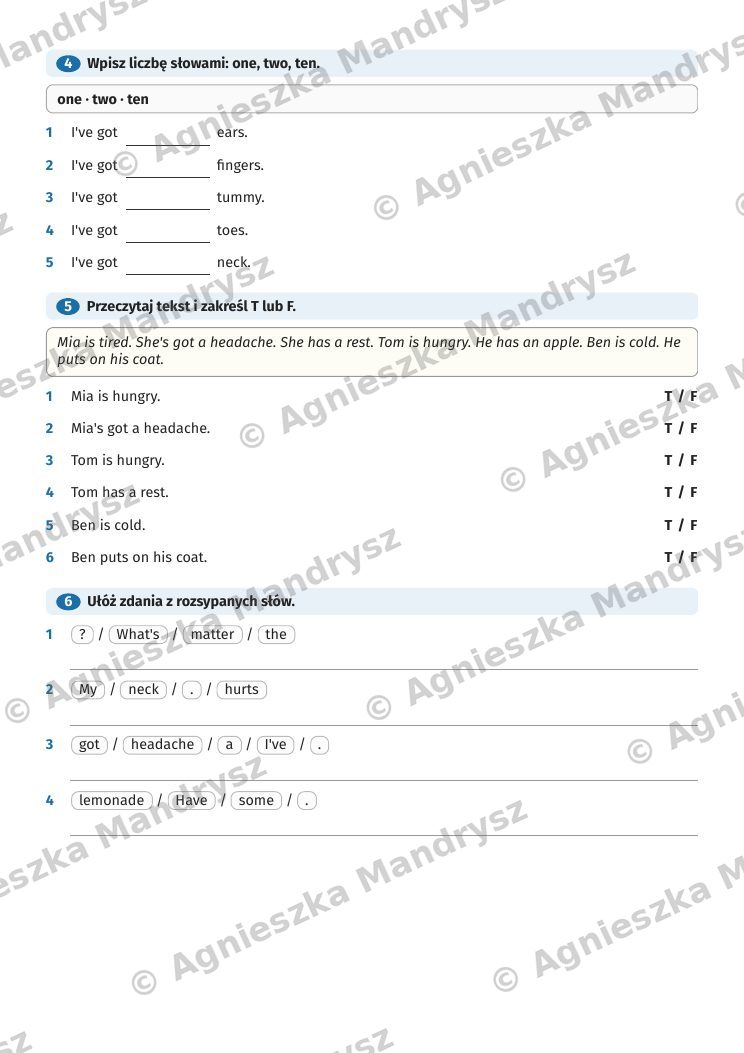 4 Wpisz liczbę słowami: one, two, ten.
one · two · ten
1 I've got __________ ears.
2 I've got __________ fingers.
3 I've got __________ tummy.
4 I've got __________ toes.
5 I've got __________ neck.
5 Przeczytaj tekst i zakreśl T lub F.
Mia is tired. She's got a headache. She has a rest. Tom is hungry. He has an apple. Ben is cold. He
puts on his coat.
1 Mia is hungry. T / F
2 Mia's got a headache. T / F
3 Tom is hungry. T / F
4 Tom has a rest. T / F
5 Ben is cold. T / F
6 Ben puts on his coat. T / F
6 Ułóż zdania z rozsypanych słów.
1 ? / What's / matter / the
2 My / neck / . / hurts
3 got / headache / a / I've / .
4 lemonade / Have / some / .
© Agnieszka Mandrysz